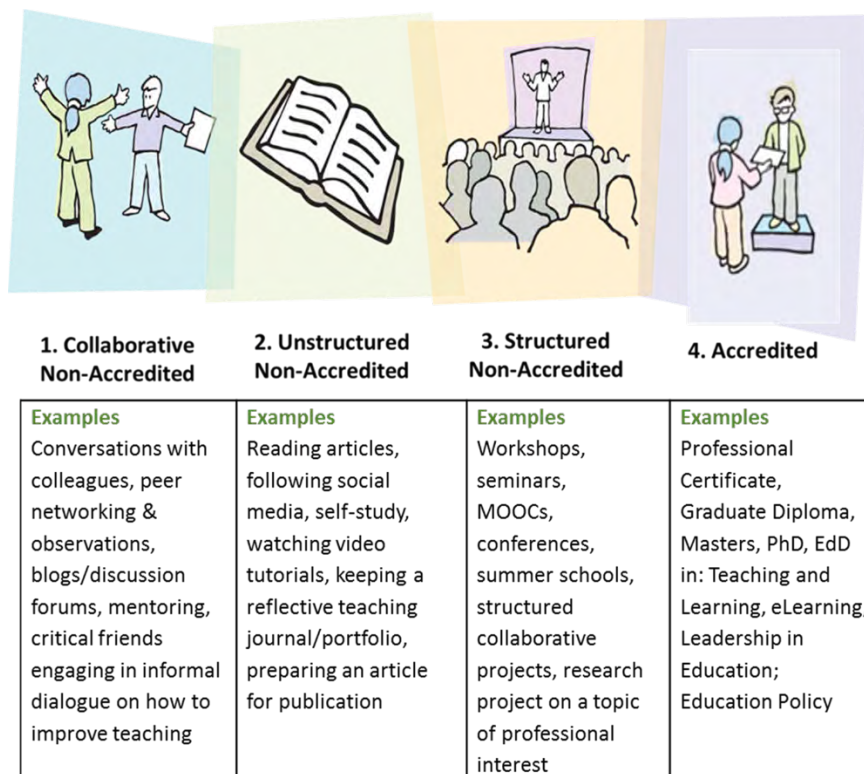 1. Collaborative
Non-Accredited
2. Unstructured
Non-Accredited
3. Structured
Non-Accredited
4. Accredited
Examples
Conversations with
colleagues, peer
networking &
observations,
blogs/discussion
forums, mentoring,
critical friends
engaging in informal
dialogue on how to
improve teaching
Examples
Reading articles,
following social
media, self-study,
watching video
tutorials, keeping a
reflective teaching
journal/portfolio,
preparing an article
for publication
Examples
Workshops,
seminars,
MOOCs,
conferences,
summer schools,
structured
collaborative
projects, research
project on a topic
of professional
interest
Examples
Professional
Certificate,
Graduate Diploma,
Masters, PhD, EdD
in: Teaching and
Learning, eLearning,
Leadership in
Education;
Education Policy